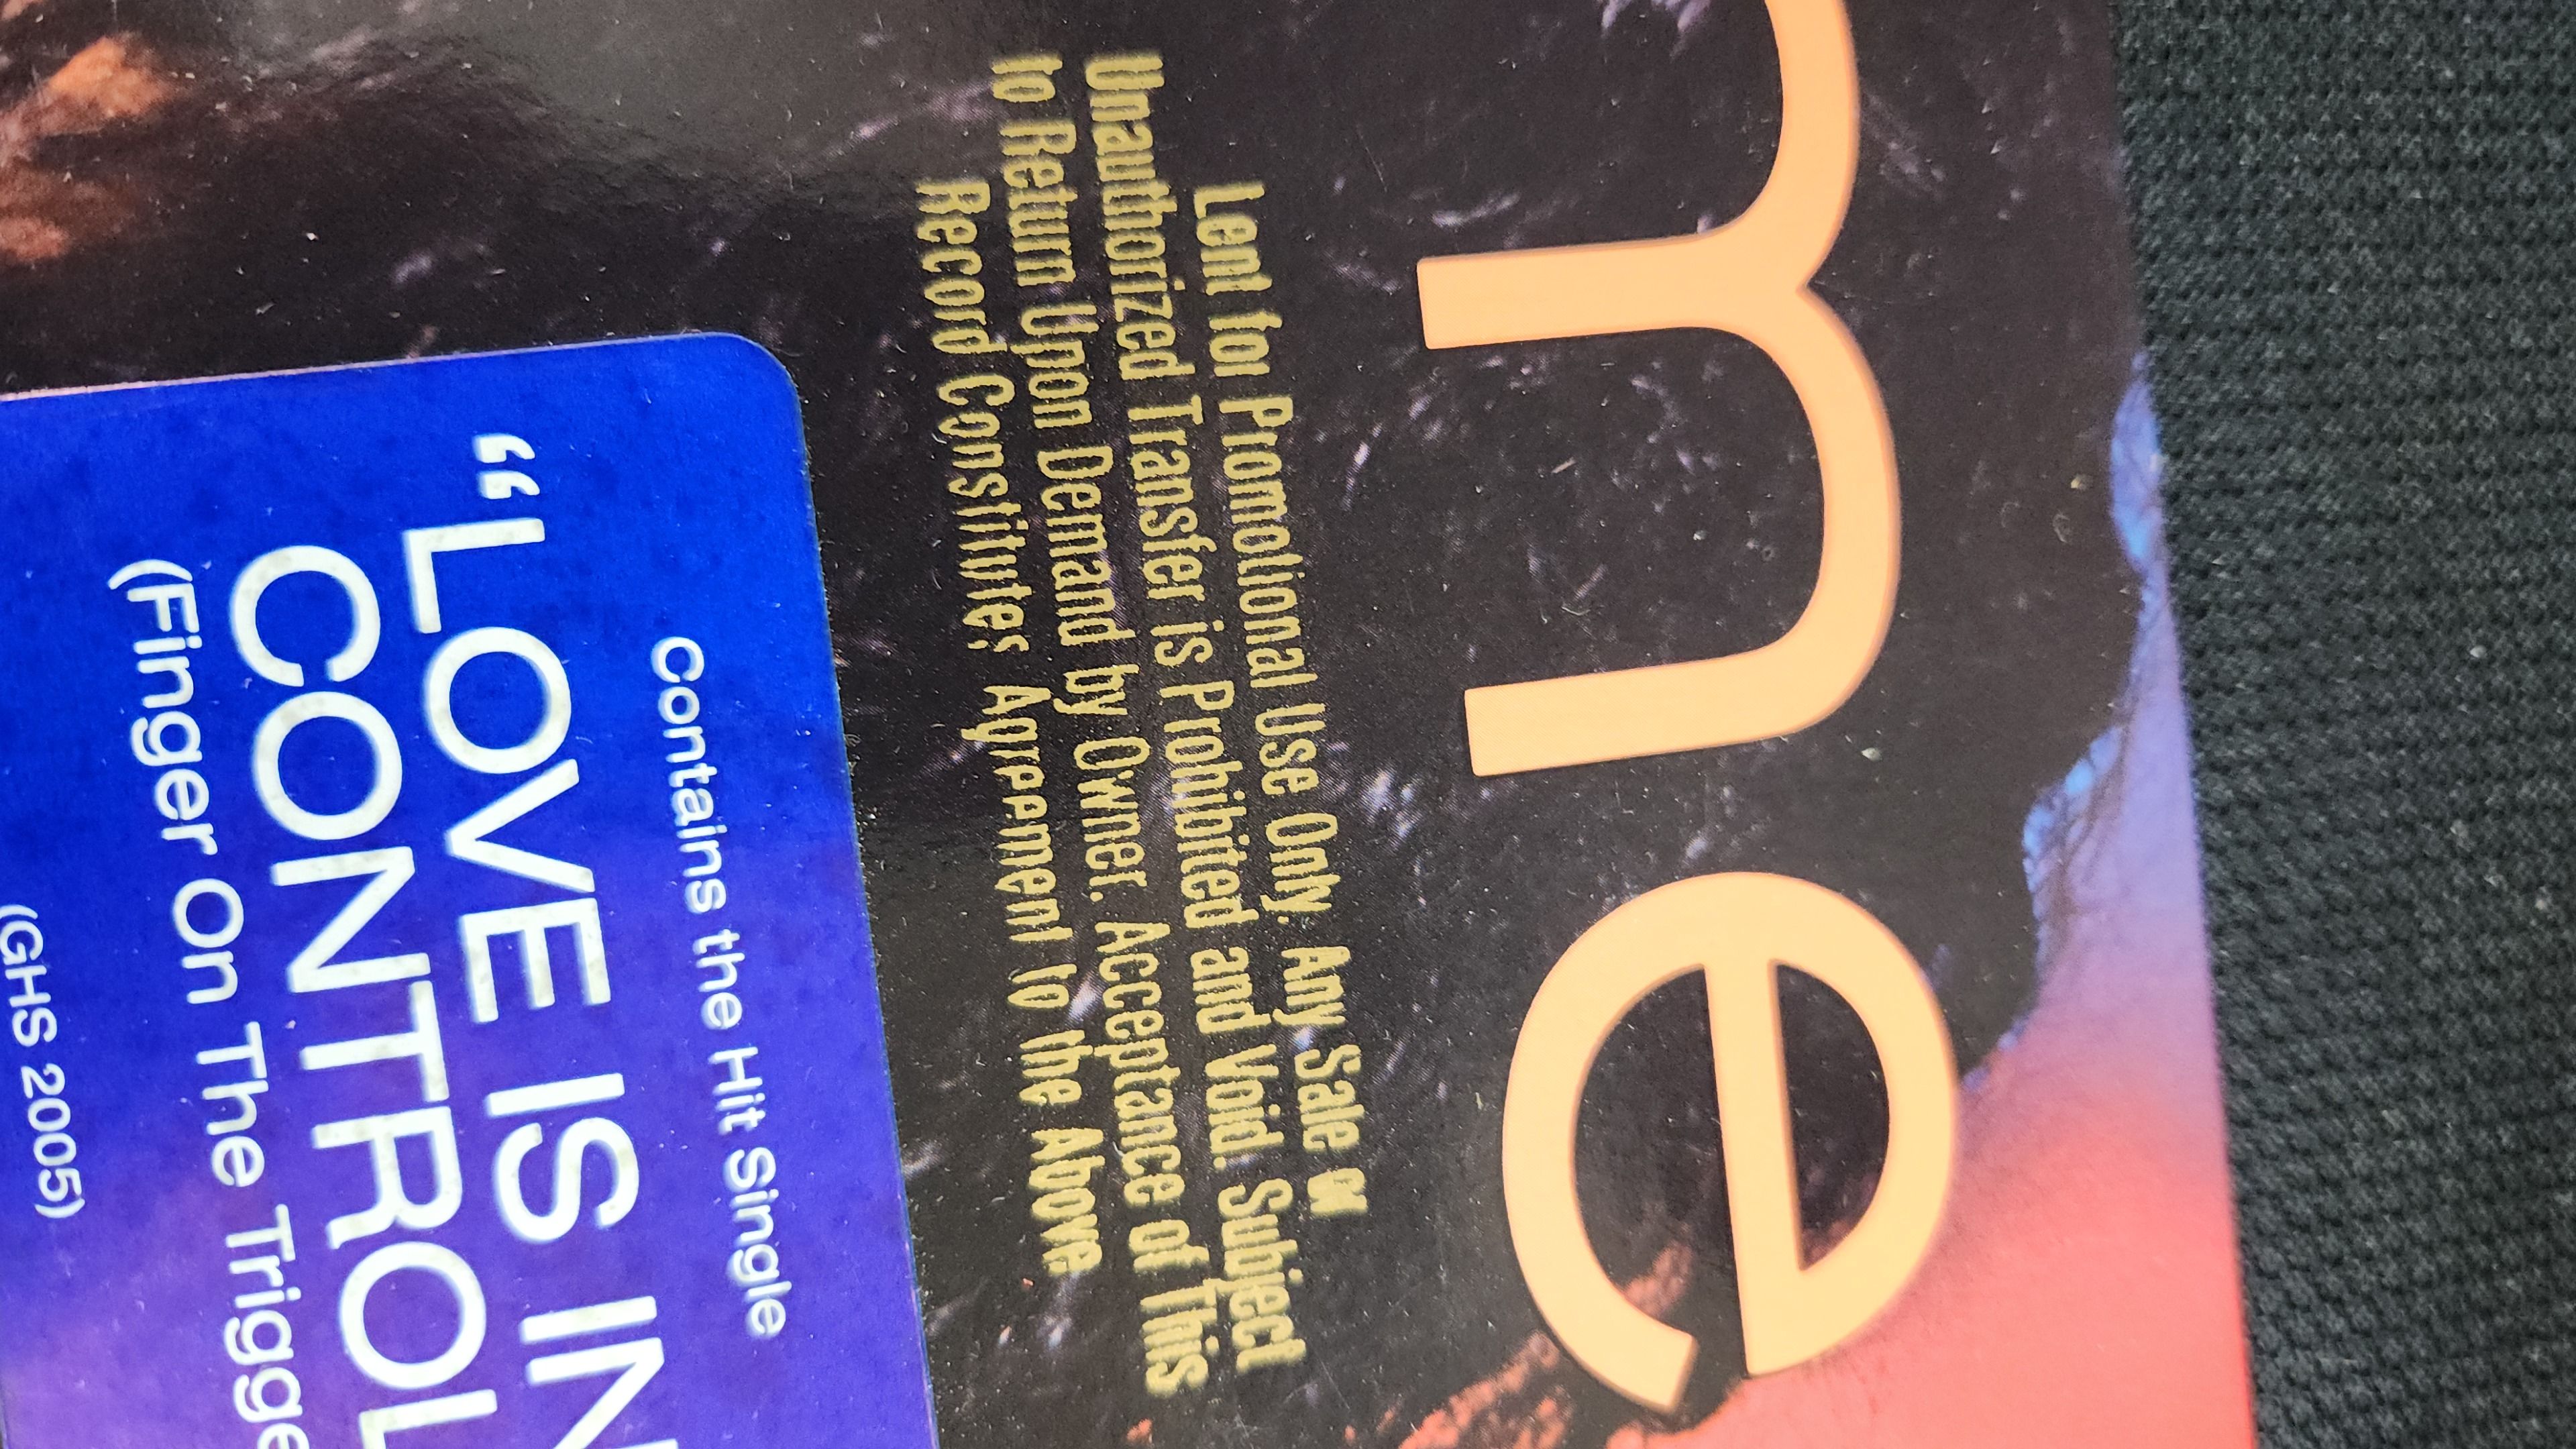 me
Lent for Promotional Use Only. Any Sale or
Unauthorized Transfer is Prohibited and Void. Subject
to Return Upon Demand by Owner. Acceptance of This
Record Constitutes Agreement to the Above.
Contains the Hit Single
“LOVE IS IN
CONTROL
(Finger On The Trigge
(GHS 2005)